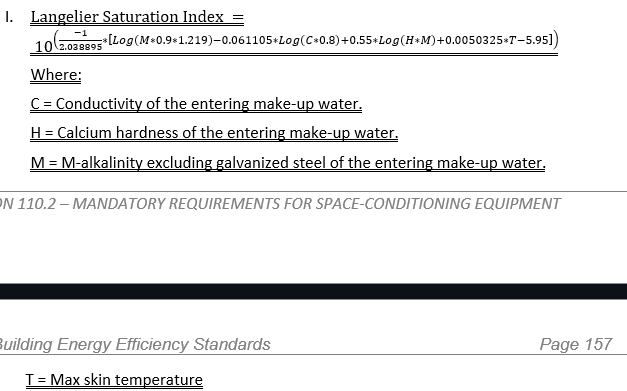 I. Langelier Saturation Index =
10^(−1/2.038895*[Log(M*0.9*1.219)−0.061105*Log(C*0.8)+0.55*Log(H*M)+0.0050325*T−5.95])
Where:
C = Conductivity of the entering make-up water.
H = Calcium hardness of the entering make-up water.
M = M-alkalinity excluding galvanized steel of the entering make-up water.
ON 110.2 – MANDATORY REQUIREMENTS FOR SPACE-CONDITIONING EQUIPMENT
Building Energy Efficiency Standards Page 157
T = Max skin temperature